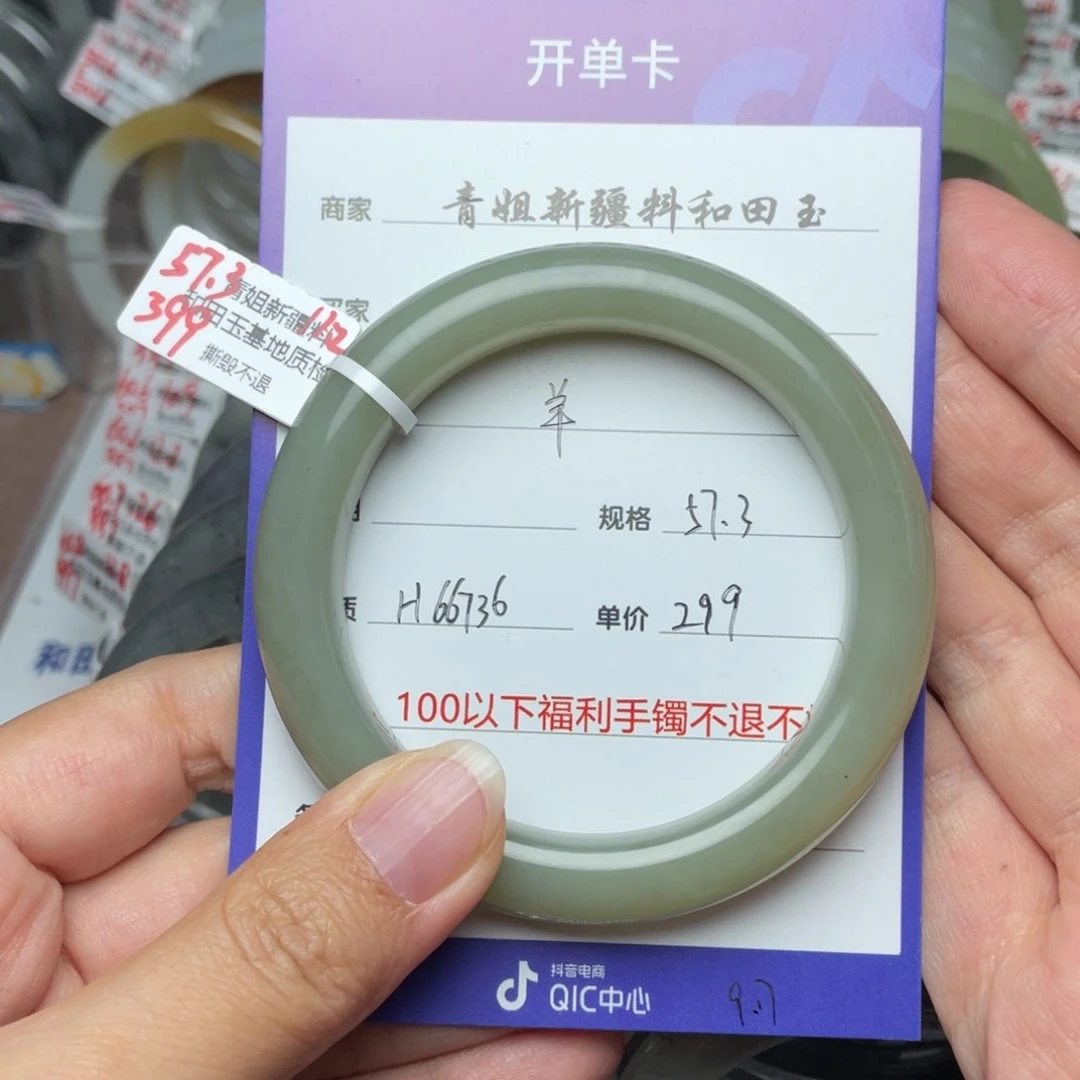 开单卡
商家 青姐新疆料和田玉
家
57.3
399
青姐新疆料
和田玉基地质检
撕毁不退
羊
规格 57.3
质 H66736 单价 299
100以下福利手镯不退不
抖音电商
QIC中心
9.7